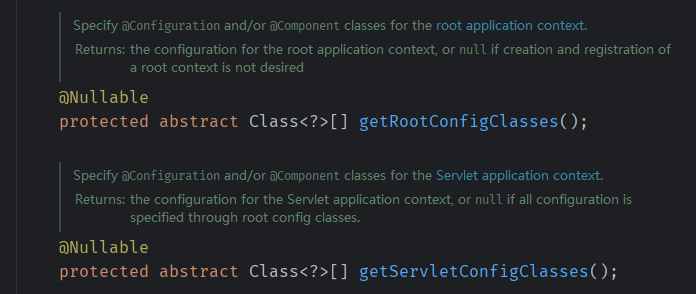 Specify @Configuration and/or @Component classes for the root application context.
Returns: the configuration for the root application context, or null if creation and registration of
a root context is not desired
@Nullable
protected abstract Class<?>[] getRootConfigClasses();
Specify @Configuration and/or @Component classes for the Servlet application context.
Returns: the configuration for the Servlet application context, or null if all configuration is
specified through root config classes.
@Nullable
protected abstract Class<?>[] getServletConfigClasses();